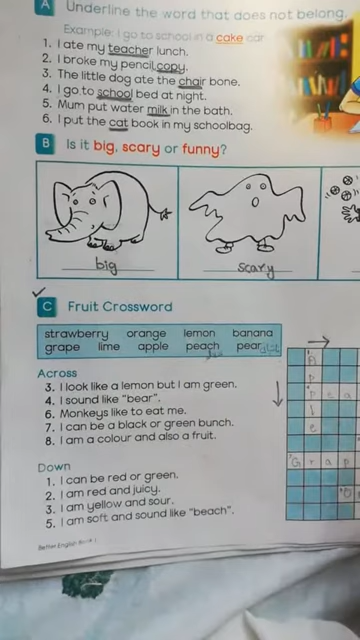 A Underline the word that does not belong.
Example: I go to school in a cake car
1. I ate my teacher lunch.
2. I broke my pencil copy.
3. The little dog ate the chair bone.
4. I go to school bed at night.
5. Mum put water milk in the bath.
6. I put the cat book in my schoolbag.
B Is it big, scary or funny?
big scary
C Fruit Crossword
strawberry orange lemon banana
grape lime apple peach pear
Across
3. I look like a lemon but I am green.
4. I sound like "bear".
6. Monkeys like to eat me.
7. I can be a black or green bunch.
8. I am a colour and also a fruit.
Down
1. I can be red or green.
2. I am red and juicy.
3. I am yellow and sour.
5. I am soft and sound like "beach".
Better English Book 1
A
p
p e a
l
e
G r a p